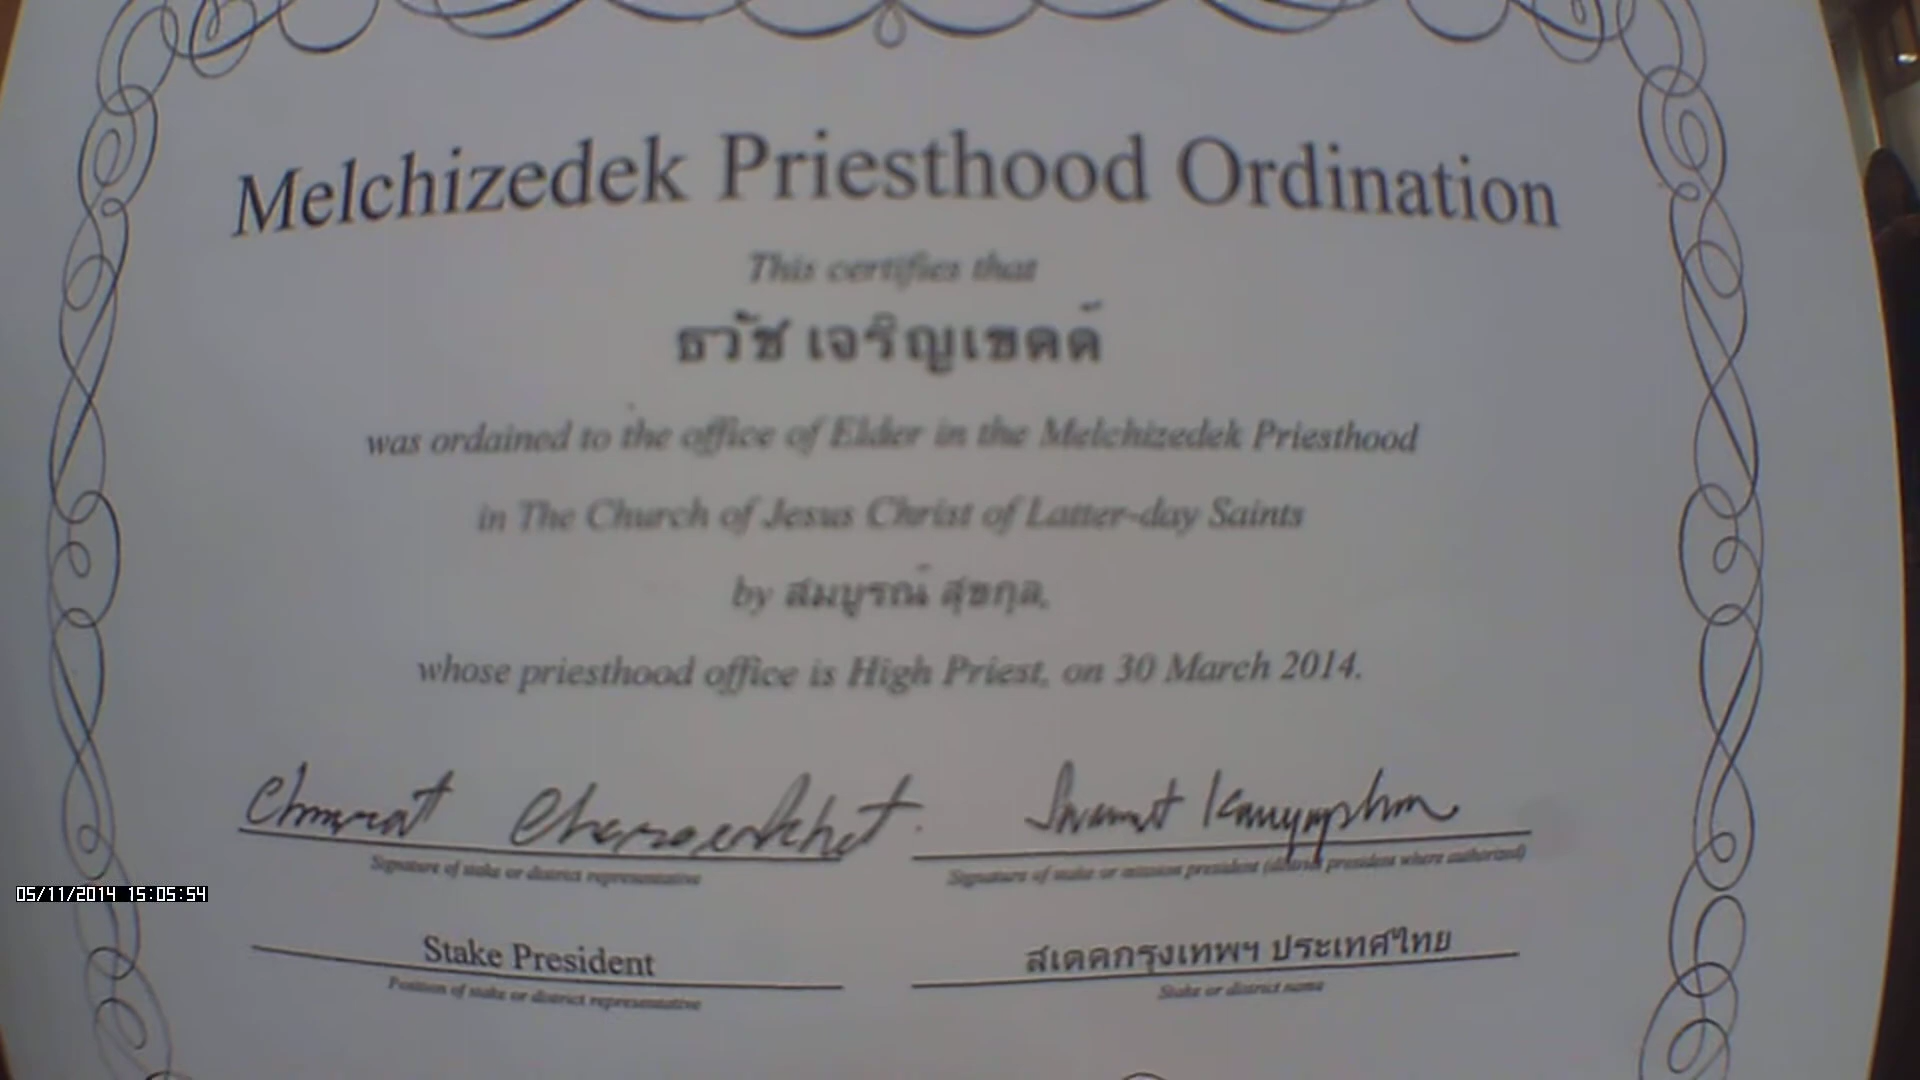 Melchizedek Priesthood Ordination
This certifies that
ธวัช เจริญเขตต์
was ordained to the office of Elder in the Melchizedek Priesthood
in The Church of Jesus Christ of Latter-day Saints
by สมบูรณ์ สุขกุล,
whose priesthood office is High Priest, on 30 March 2014.
Signature of stake or district representative
Signature of stake or mission president (district president where authorized)
05/11/2014 15:05:54
Stake President
สเตคกรุงเทพฯ ประเทศไทย
Position of stake or district representative
Stake or district name